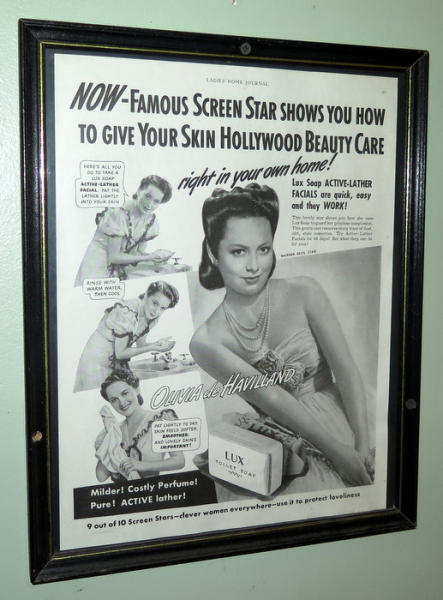 LADIES' HOME JOURNAL
NOW-FAMOUS SCREEN STAR SHOWS YOU HOW
TO GIVE YOUR SKIN HOLLYWOOD BEAUTY CARE
right in your own home!
HERE'S ALL YOU
DO TO TAKE A
LUX SOAP
ACTIVE-LATHER
FACIAL. PAT THE
LATHER LIGHTLY
INTO YOUR SKIN
Lux Soap ACTIVE-LATHER
FACIALS are quick, easy
and they WORK!
WARNER BROS. STAR
RINSE WITH
WARM WATER,
THEN COOL
OLIVIA de HAVILLAND
PAT LIGHTLY TO DRY.
SKIN FEELS SOFTER,
SMOOTHER.
AND LOVELY SKIN'S
IMPORTANT!
LUX
TOILET SOAP
Milder! Costly Perfume!
Pure! ACTIVE lather!
9 out of 10 Screen Stars-clever women everywhere-use it to protect loveliness